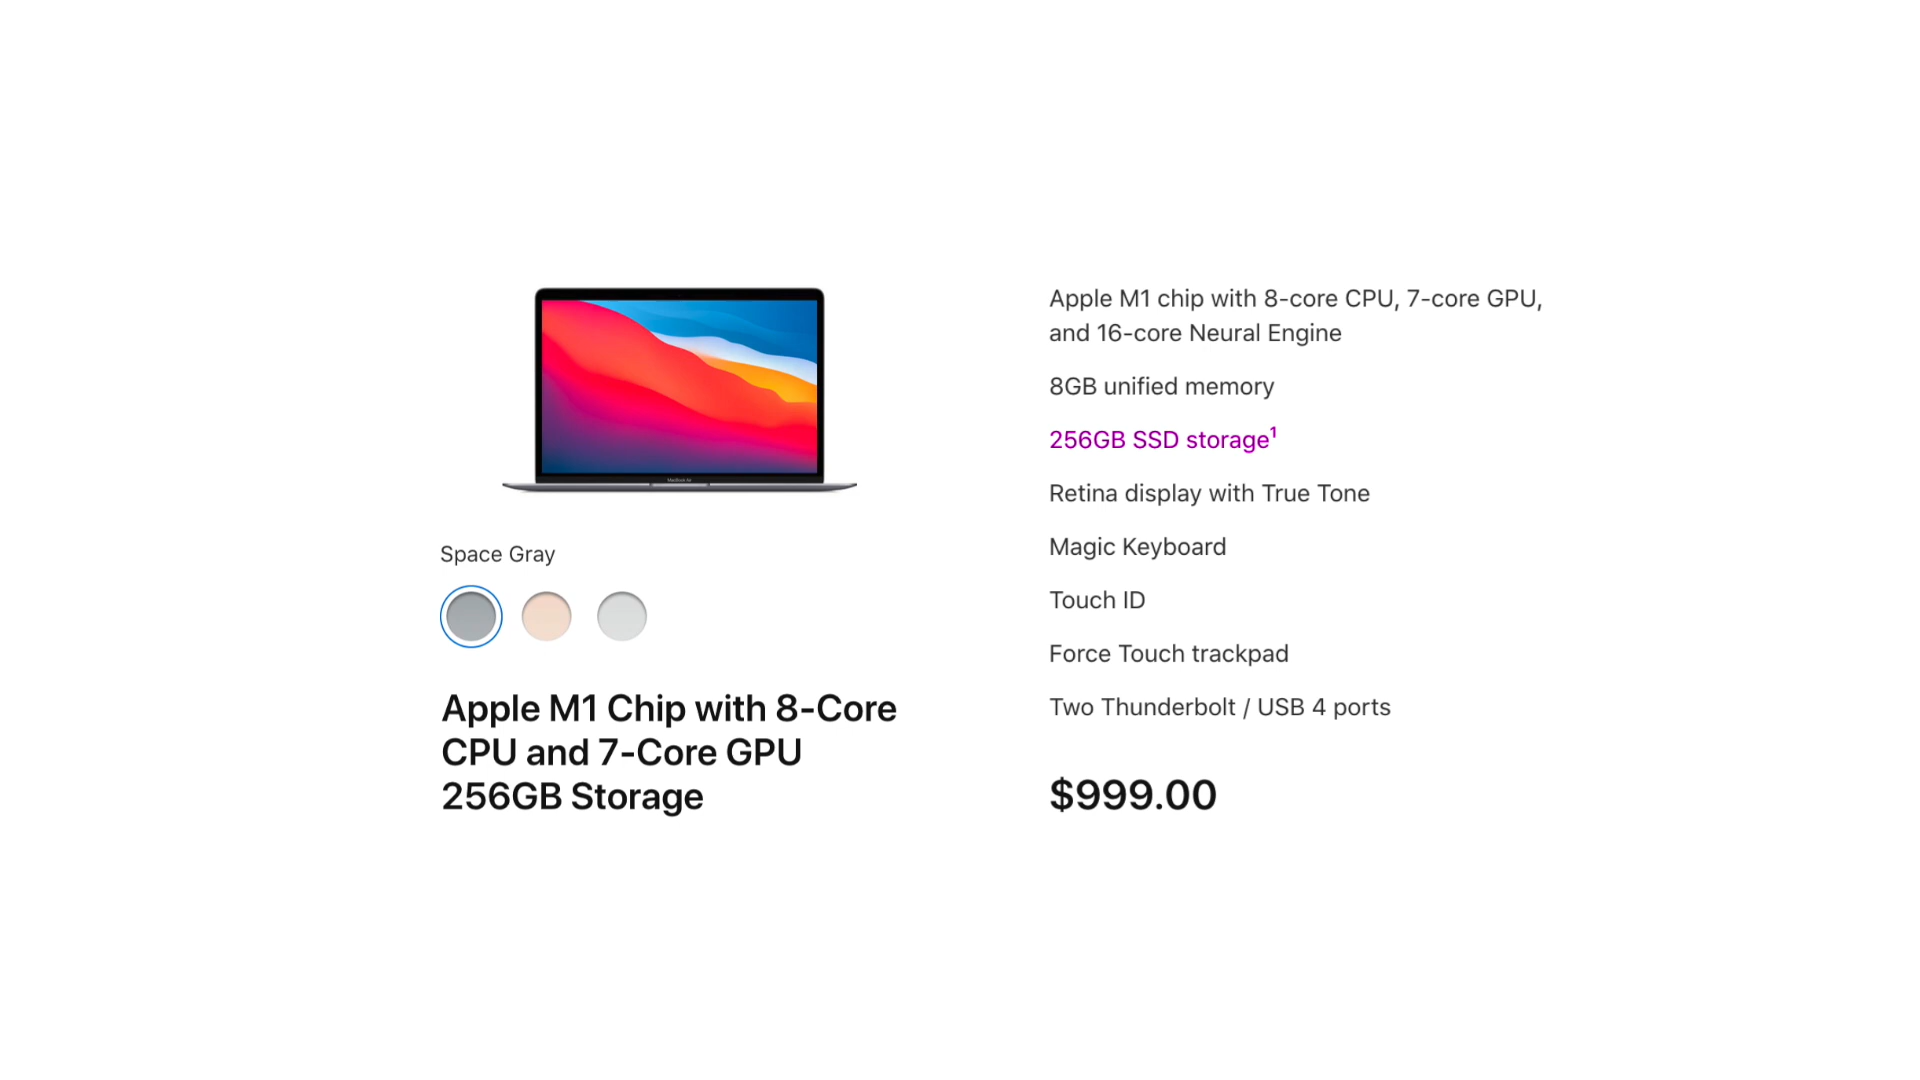 MacBook Air
Space Gray
Apple M1 Chip with 8-Core
CPU and 7-Core GPU
256GB Storage
Apple M1 chip with 8-core CPU, 7-core GPU,
and 16-core Neural Engine
8GB unified memory
256GB SSD storage¹
Retina display with True Tone
Magic Keyboard
Touch ID
Force Touch trackpad
Two Thunderbolt / USB 4 ports
$999.00